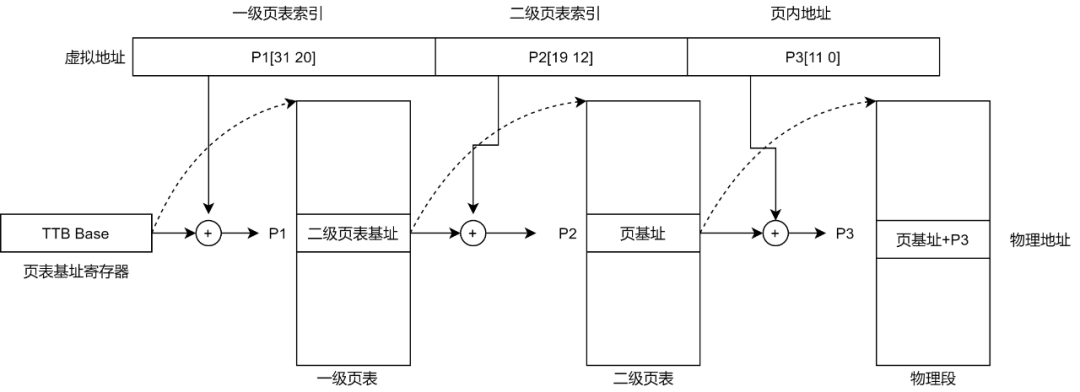 一级页表索引
二级页表索引
页内地址
虚拟地址
P1[31 20]
P2[19 12]
P3[11 0]
TTB Base
+
P1
二级页表基址
+
P2
页基址
+
P3
页基址+P3
物理地址
页表基址寄存器
一级页表
二级页表
物理段